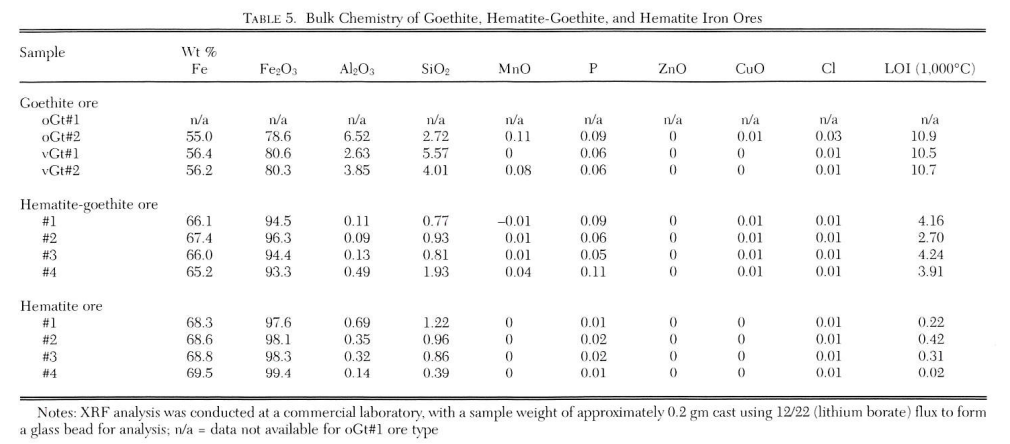 TABLE 5. Bulk Chemistry of Goethite, Hematite-Goethite, and Hematite Iron Ores
Sample Wt % Fe Fe₂O₃ Al₂O₃ SiO₂ MnO P ZnO CuO Cl LOI (1,000°C)
Goethite ore
oGt#1 n/a n/a n/a n/a n/a n/a n/a n/a n/a n/a
oGt#2 55.0 78.6 6.52 2.72 0.11 0.09 0 0.01 0.03 10.9
vGt#1 56.4 80.6 2.63 5.57 0 0.06 0 0 0.01 10.5
vGt#2 56.2 80.3 3.85 4.01 0.08 0.06 0 0 0.01 10.7
Hematite-goethite ore
#1 66.1 94.5 0.11 0.77 –0.01 0.09 0 0.01 0.01 4.16
#2 67.4 96.3 0.09 0.93 0.01 0.06 0 0.01 0.01 2.70
#3 66.0 94.4 0.13 0.81 0.01 0.05 0 0.01 0.01 4.24
#4 65.2 93.3 0.49 1.93 0.04 0.11 0 0.01 0.01 3.91
Hematite ore
#1 68.3 97.6 0.69 1.22 0 0.01 0 0 0.01 0.22
#2 68.6 98.1 0.35 0.96 0 0.02 0 0 0.01 0.42
#3 68.8 98.3 0.32 0.86 0 0.02 0 0 0.01 0.31
#4 69.5 99.4 0.14 0.39 0 0.01 0 0 0.01 0.02
Notes: XRF analysis was conducted at a commercial laboratory, with a sample weight of approximately 0.2 gm cast using 12/22 (lithium borate) flux to form
a glass bead for analysis; n/a = data not available for oGt#1 ore type